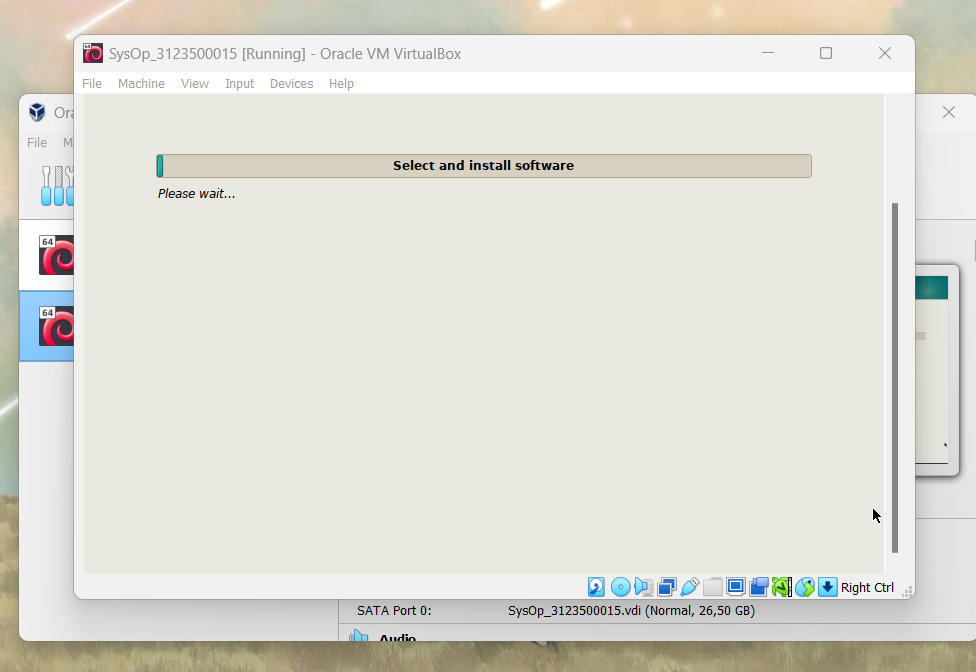 SysOp_3123500015 [Running] - Oracle VM VirtualBox
File Machine View Input Devices Help
Ora
File M
Select and install software
Please wait...
64
64
Right Ctrl
SATA Port 0: SysOp_3123500015.vdi (Normal, 26,50 GB)
Audio